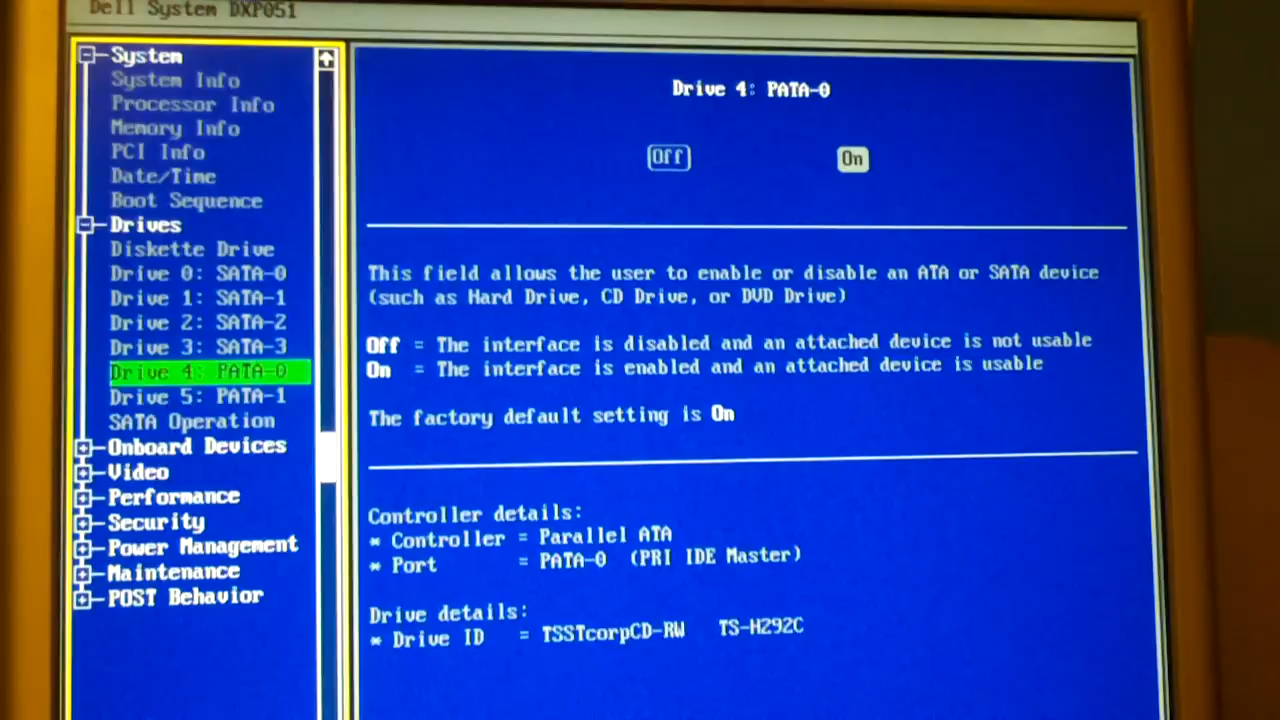 Dell System DXP051
System
System Info
Processor Info
Memory Info
PCI Info
Date/Time
Boot Sequence
Drives
Diskette Drive
Drive 0: SATA-0
Drive 1: SATA-1
Drive 2: SATA-2
Drive 3: SATA-3
Drive 4: PATA-0
Drive 5: PATA-1
SATA Operation
Onboard Devices
Video
Performance
Security
Power Management
Maintenance
POST Behavior
Drive 4: PATA-0
Off On
This field allows the user to enable or disable an ATA or SATA device
(such as Hard Drive, CD Drive, or DVD Drive)
Off = The interface is disabled and an attached device is not usable
On = The interface is enabled and an attached device is usable
The factory default setting is On
Controller details:
* Controller = Parallel ATA
* Port = PATA-0 (PRI IDE Master)
Drive details:
* Drive ID = TSSTcorpCD-RW TS-H292C